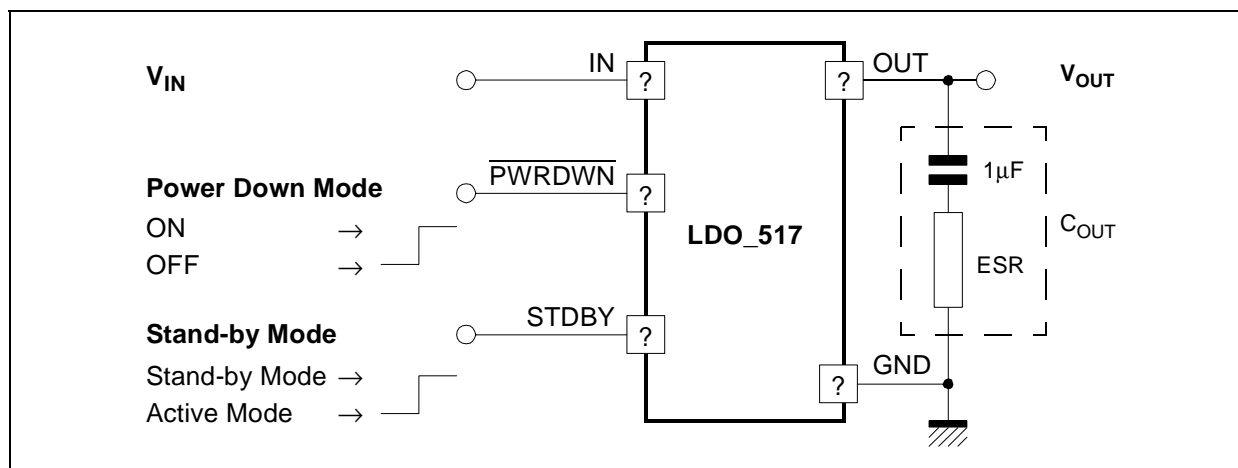 V_IN IN ? ? OUT V_OUT
PWRDWN ? 1μF
Power Down Mode
ON →
OFF →
LDO_517
C_OUT
ESR
STDBY ?
Stand-by Mode
Stand-by Mode →
Active Mode →
? GND